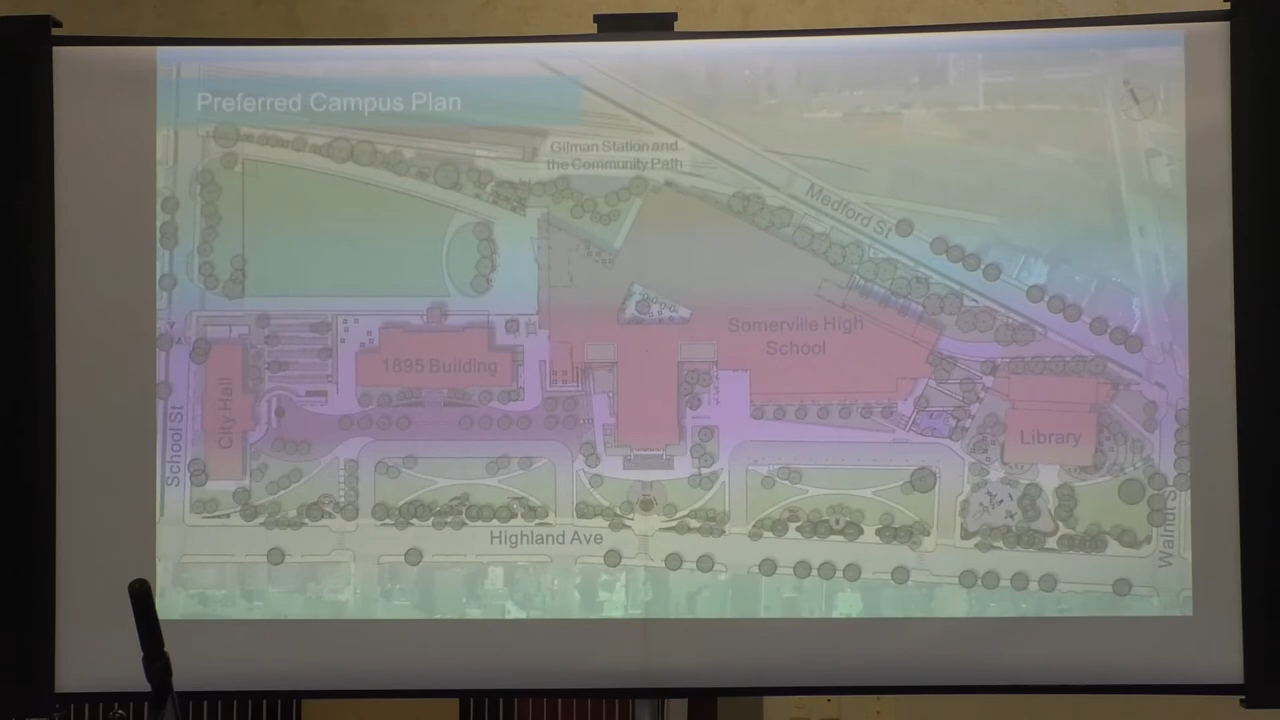 Preferred Campus Plan
Gilman Station and
the Community Path
Medford St
Somerville High
School
1895 Building
City Hall
School St
Library
Highland Ave
Walnut St